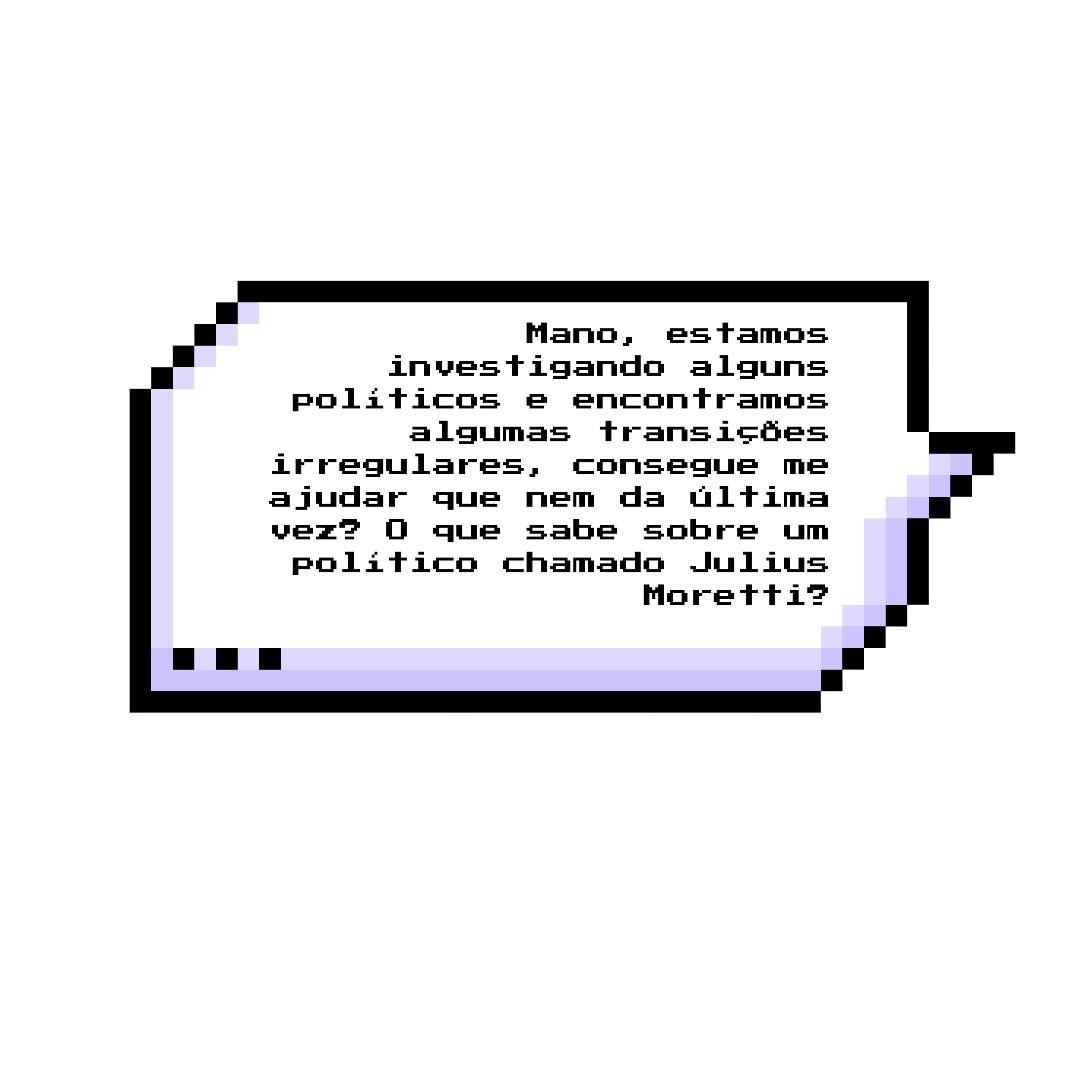 Mano, estamos
investigando alguns
políticos e encontramos
algumas transições
irregulares, consegue me
ajudar que nem da última
vez? O que sabe sobre um
político chamado Julius
Moretti?